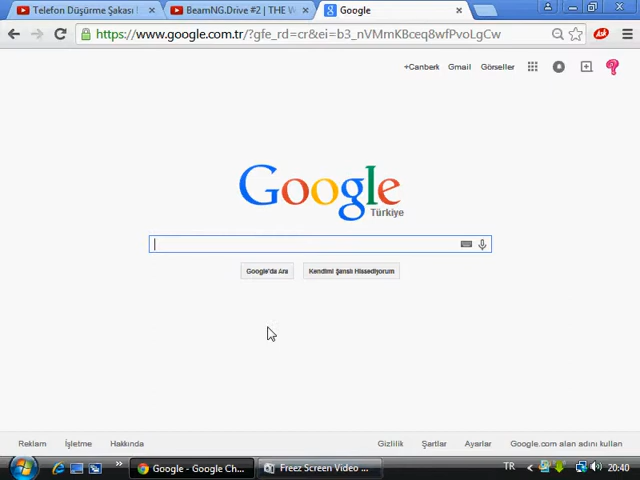 Telefon Düşürme Şakası
BeamNG.Drive #2 | THE W
Google
https://www.google.com.tr/?gfe_rd=cr&ei=b3_nVMmKBceq8wfPvoLgCw
Ask
+Canberk Gmail Görseller
Google
Türkiye
Google'da Ara Kendimi Şanslı Hissediyorum
Reklam İşletme Hakkında Gizlilik Şartlar Ayarlar Google.com alan adını kullan
Google - Google Ch... Freez Screen Video ... TR 20:40